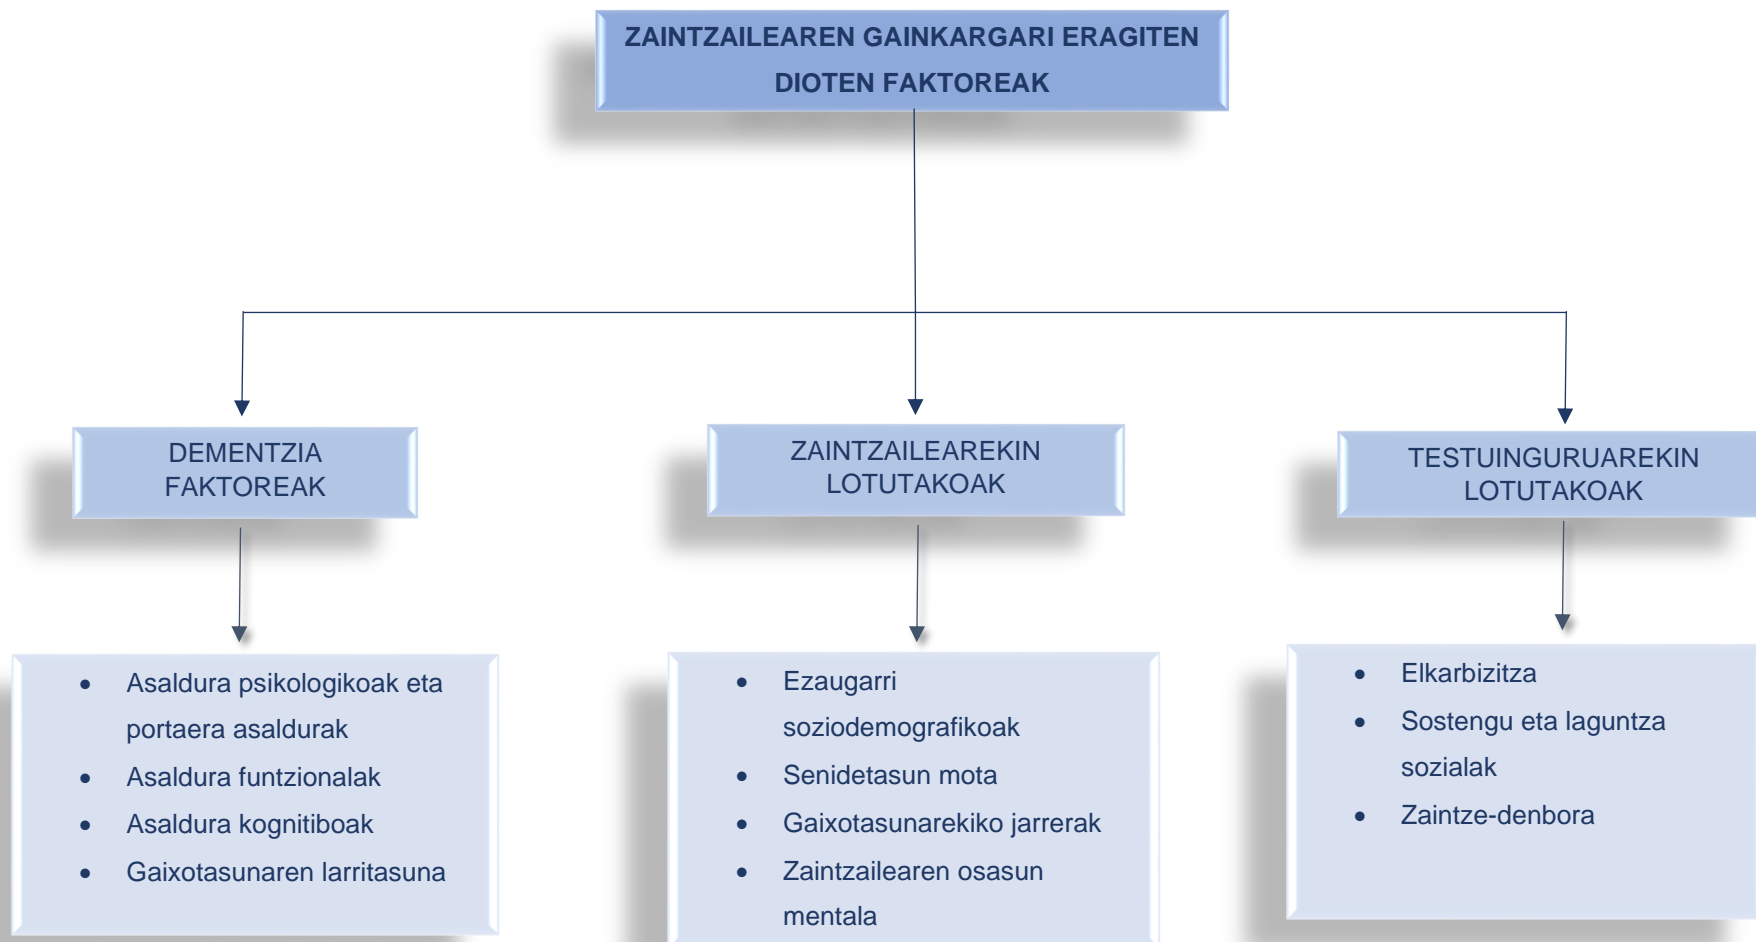 ZAINTZAILEAREN GAINKARGARI ERAGITEN
DIOTEN FAKTOREAK
DEMENTZIA
FAKTOREAK
ZAINTZAILEAREKIN
LOTUTAKOAK
TESTUINGURUAREKIN
LOTUTAKOAK
• Asaldura psikologikoak eta
portaera asaldurak
• Asaldura funtzionalak
• Asaldura kognitiboak
• Gaixotasunaren larritasuna
• Ezaugarri
soziodemografikoak
• Senidetasun mota
• Gaixotasunarekiko jarrerak
• Zaintzailearen osasun
mentala
• Elkarbizitza
• Sostengu eta laguntza
sozialak
• Zaintze-denbora